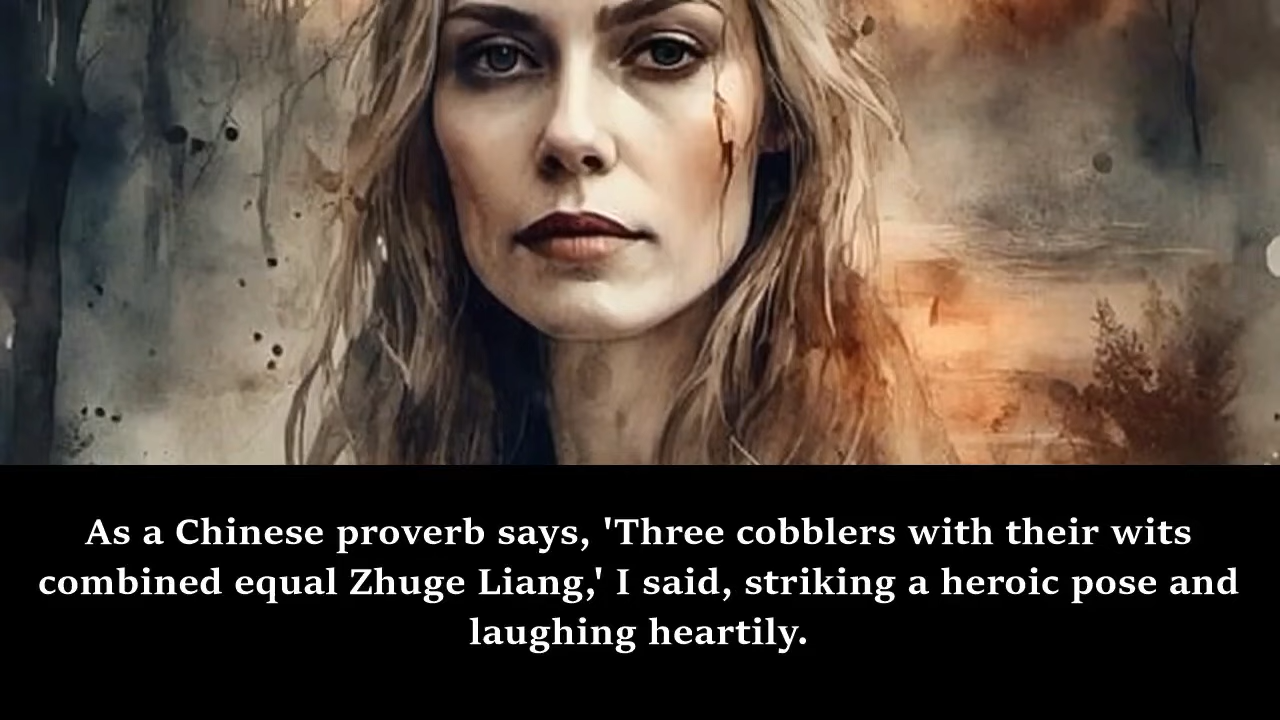 As a Chinese proverb says, 'Three cobblers with their wits
combined equal Zhuge Liang,' I said, striking a heroic pose and
laughing heartily.